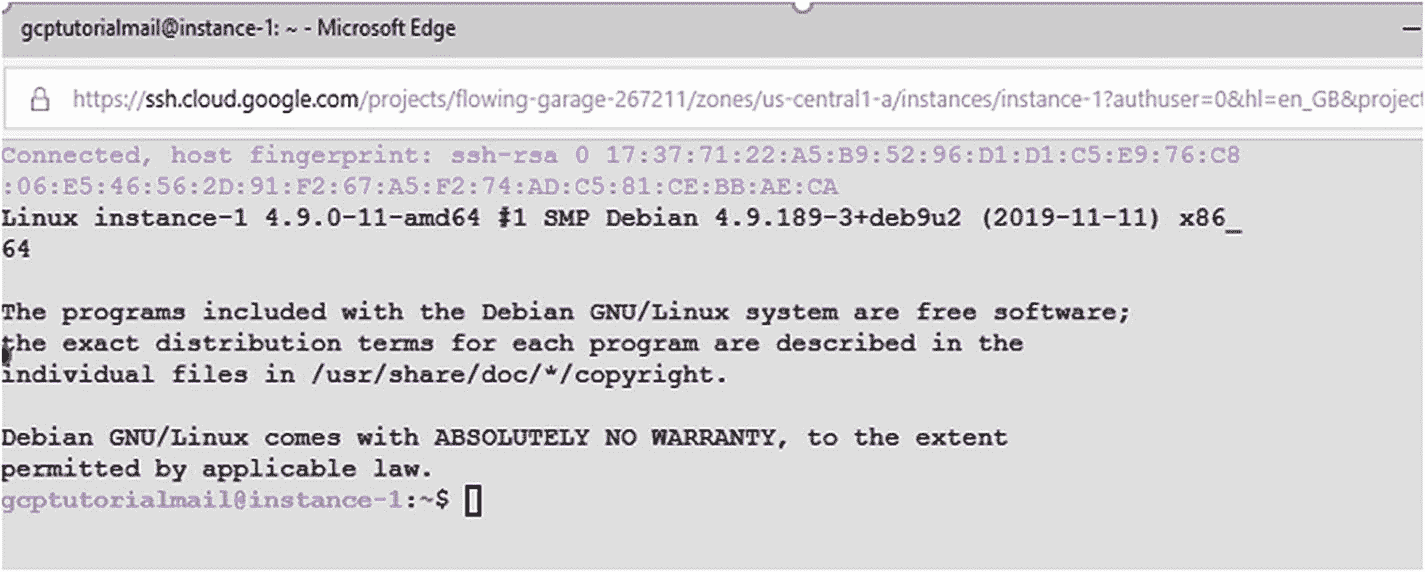 gcptutorialmail@instance-1: ~ - Microsoft Edge
https://ssh.cloud.google.com/projects/flowing-garage-267211/zones/us-central1-a/instances/instance-1?authuser=0&hl=en_GB&project
Connected, host fingerprint: ssh-rsa 0 17:37:71:22:A5:B9:52:96:D1:D1:C5:E9:76:C8
:06:E5:46:56:2D:91:F2:67:A5:F2:74:AD:C5:81:CE:BB:AE:CA
Linux instance-1 4.9.0-11-amd64 #1 SMP Debian 4.9.189-3+deb9u2 (2019-11-11) x86_
64
The programs included with the Debian GNU/Linux system are free software;
the exact distribution terms for each program are described in the
individual files in /usr/share/doc/*/copyright.
Debian GNU/Linux comes with ABSOLUTELY NO WARRANTY, to the extent
permitted by applicable law.
gcptutorialmail@instance-1:~$